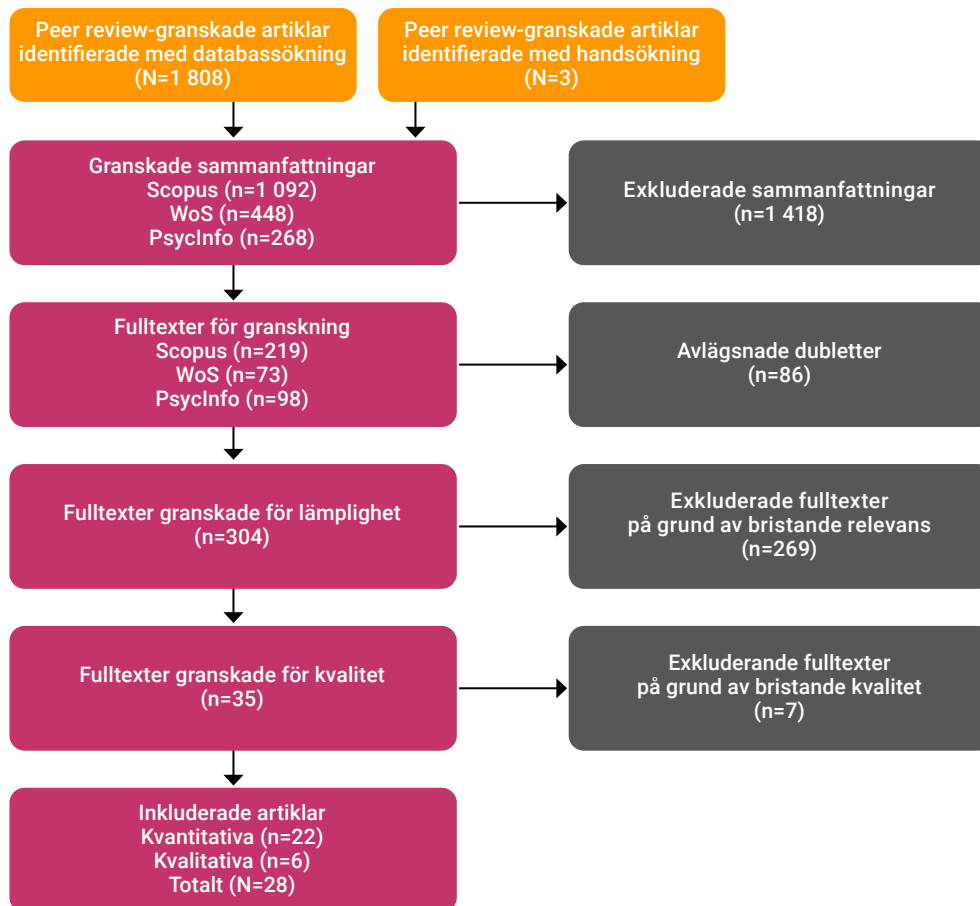 Peer review-granskade artiklar
identifierade med databassökning
(N=1 808)
Peer review-granskade artiklar
identifierade med handsökning
(N=3)
Granskade sammanfattningar
Scopus (n=1 092)
WoS (n=448)
PsycInfo (n=268)
Exkluderade sammanfattningar
(n=1 418)
Fulltexter för granskning
Scopus (n=219)
WoS (n=73)
PsycInfo (n=98)
Avlägsnade dubletter
(n=86)
Fulltexter granskade för lämplighet
(n=304)
Exkluderade fulltexter
på grund av bristande relevans
(n=269)
Fulltexter granskade för kvalitet
(n=35)
Exkluderande fulltexter
på grund av bristande kvalitet
(n=7)
Inkluderade artiklar
Kvantitativa (n=22)
Kvalitativa (n=6)
Totalt (N=28)